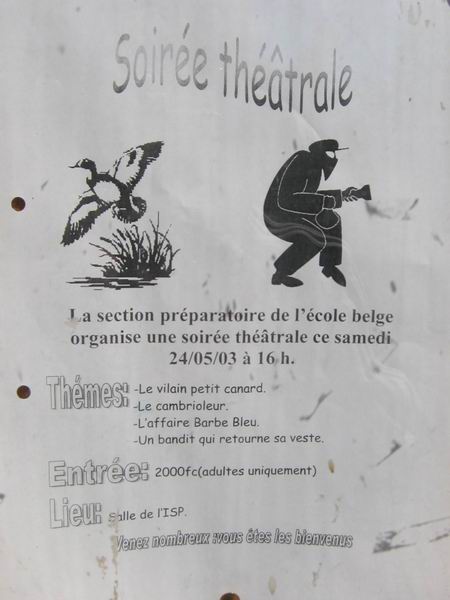 Soirée théâtrale
La section préparatoire de l'école belge
organise une soirée théâtrale ce samedi
24/05/03 à 16 h.
Thémes: -Le vilain petit canard.
-Le cambrioleur.
-L'affaire Barbe Bleu.
-Un bandit qui retourne sa veste.
Entrée: 2000fc(adultes uniquement)
Lieu: Salle de l'ISP.
Venez nombreux :vous êtes les bienvenus